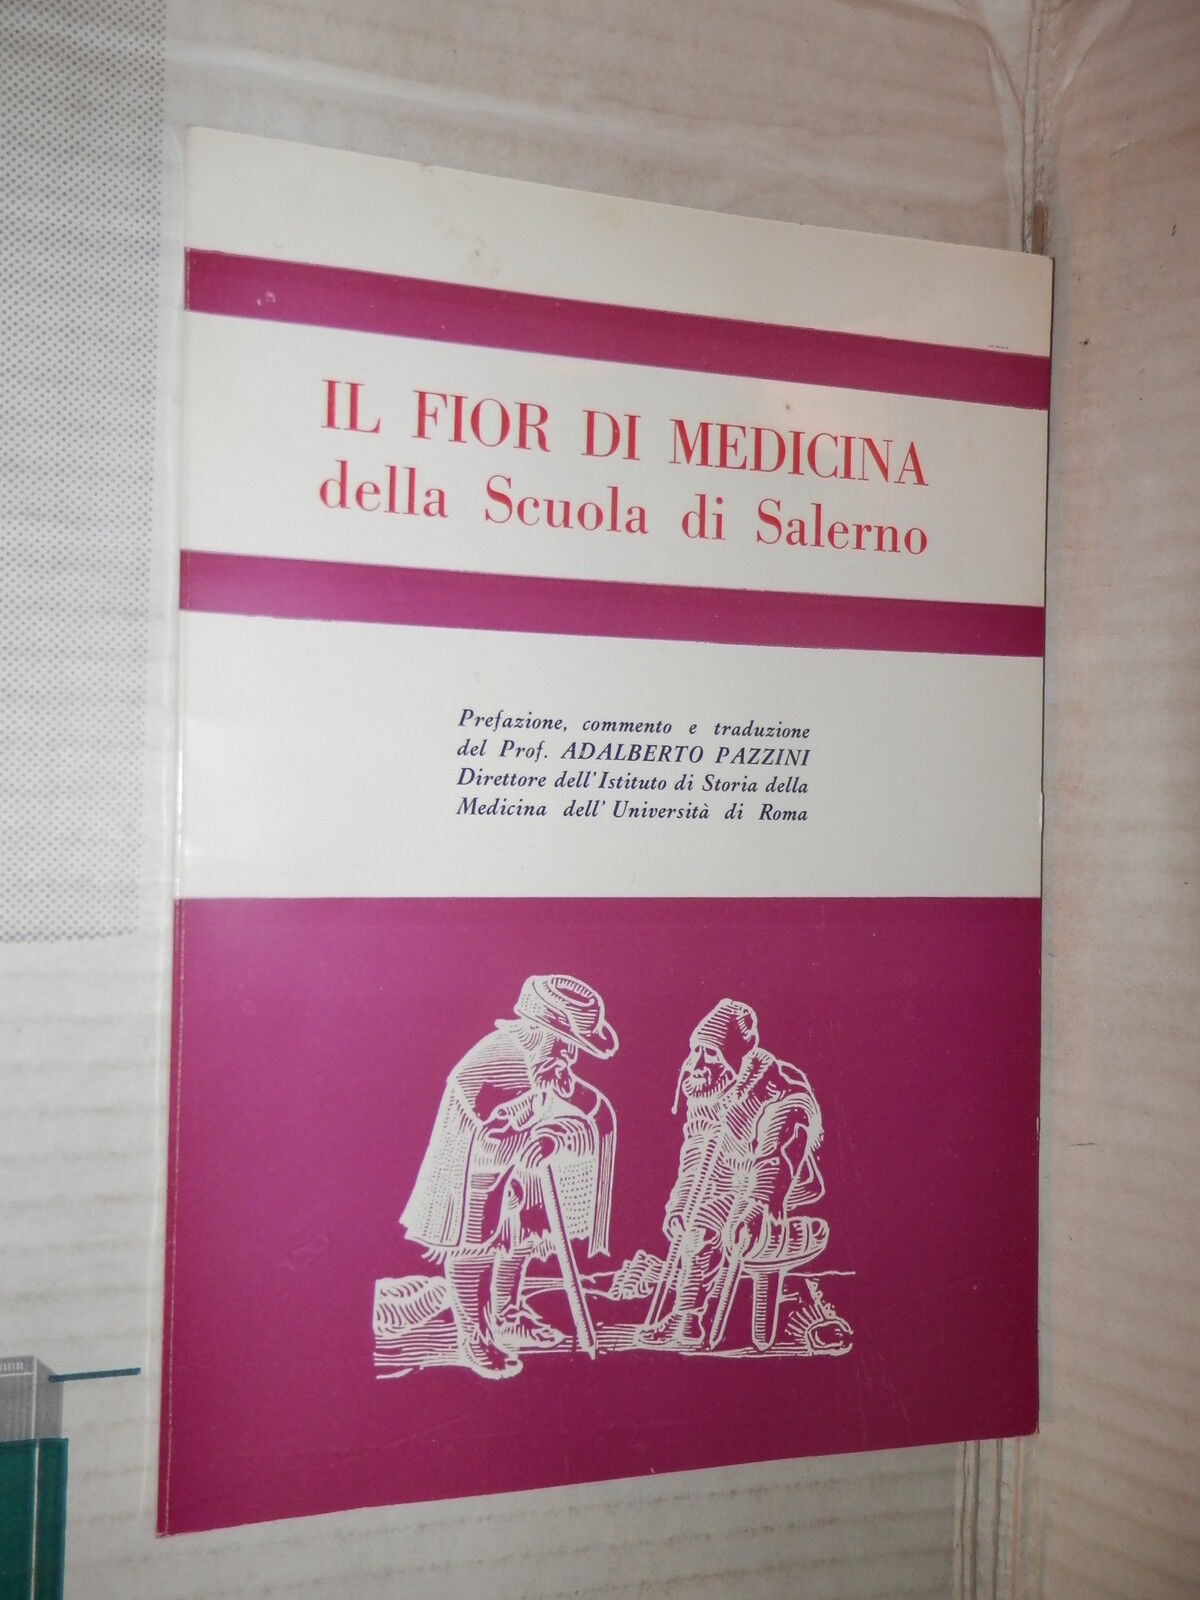 IL FIOR DI MEDICINA
della Scuola di Salerno
Prefazione, commento e traduzione
del Prof. ADALBERTO PAZZINI
Direttore dell'Istituto di Storia della
Medicina dell'Università di Roma